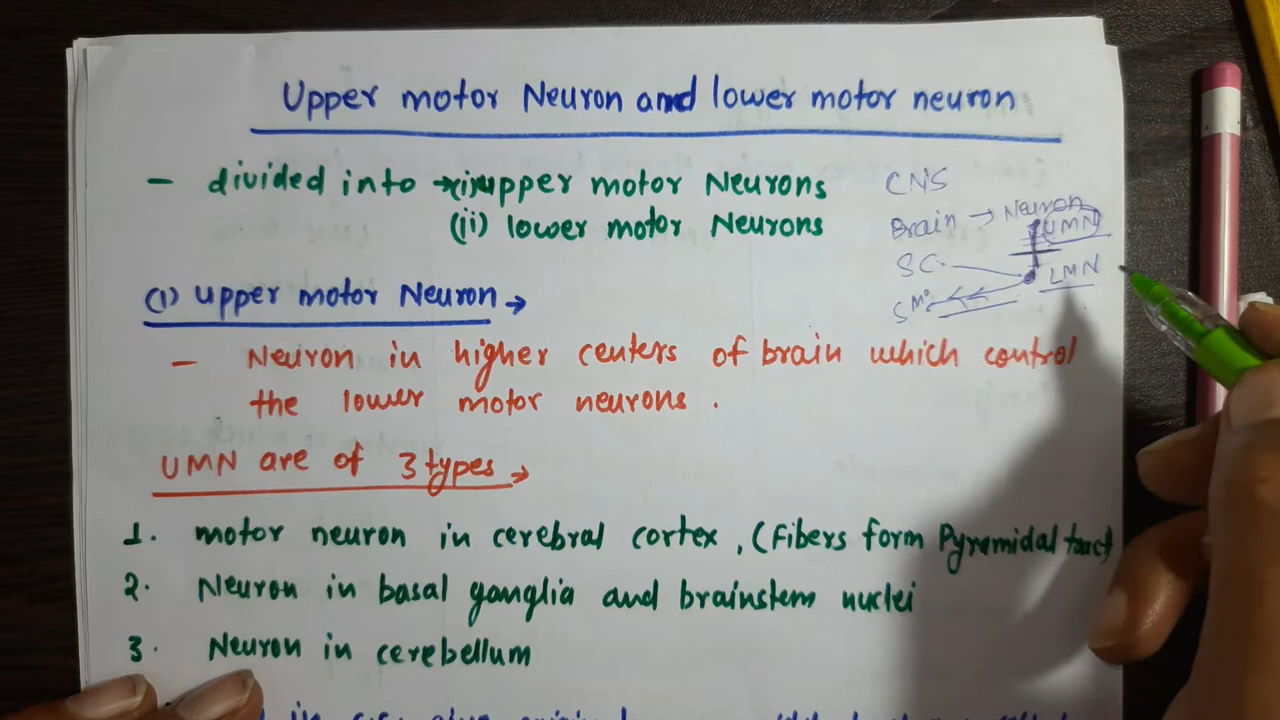 Upper motor Neuron and lower motor neuron
- divided into → (i) upper motor Neurons
(ii) lower motor Neurons
CNS
Brain → Neuron
UMN
SC
LMN
SM
(1) upper motor Neuron →
- Neuron in higher centers of brain which control
the lower motor neurons.
UMN are of 3 types →
1. motor neuron in cerebral cortex, (Fibers form Pyramidal tract)
2. Neuron in basal ganglia and brainstem nuclei
3. Neuron in cerebellum